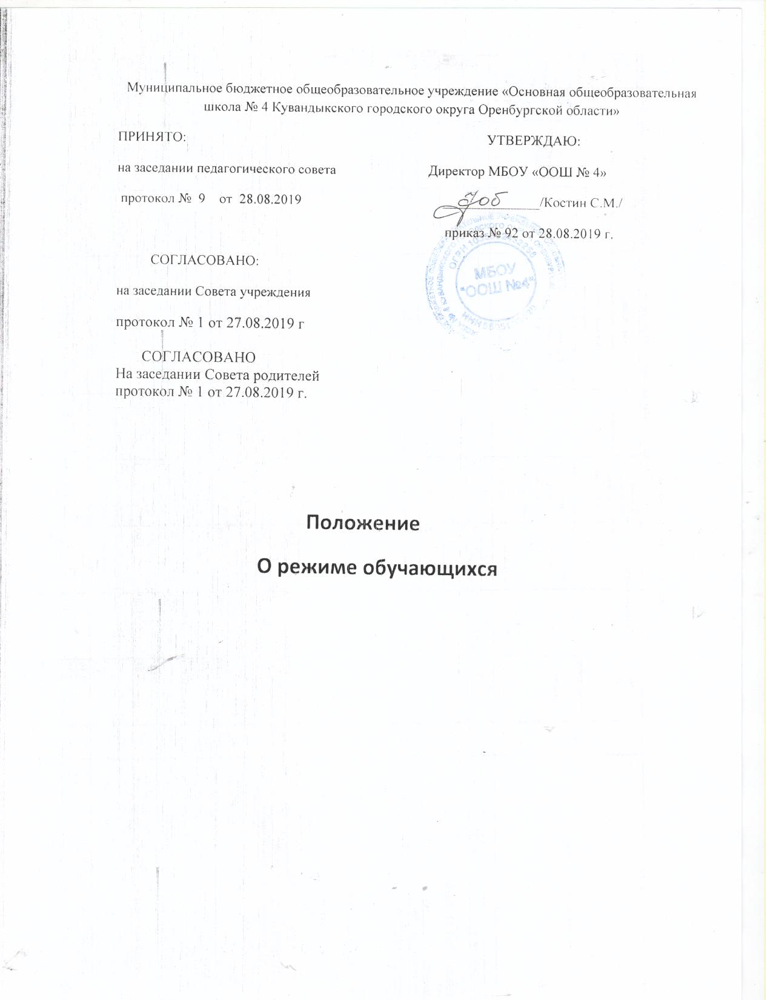 Муниципальное бюджетное общеобразовательное учреждение «Основная общеобразовательная
школа № 4 Кувандыкского городского округа Оренбургской области»
ПРИНЯТО:
на заседании педагогического совета
протокол № 9 от 28.08.2019
УТВЕРЖДАЮ:
Директор МБОУ «ООШ № 4»
/Костин С.М./
приказ № 92 от 28.08.2019 г.
МБОУ
"ООШ №4"
СОГЛАСОВАНО:
на заседании Совета учреждения
протокол № 1 от 27.08.2019 г
СОГЛАСОВАНО
На заседании Совета родителей
протокол № 1 от 27.08.2019 г.
Положение
О режиме обучающихся